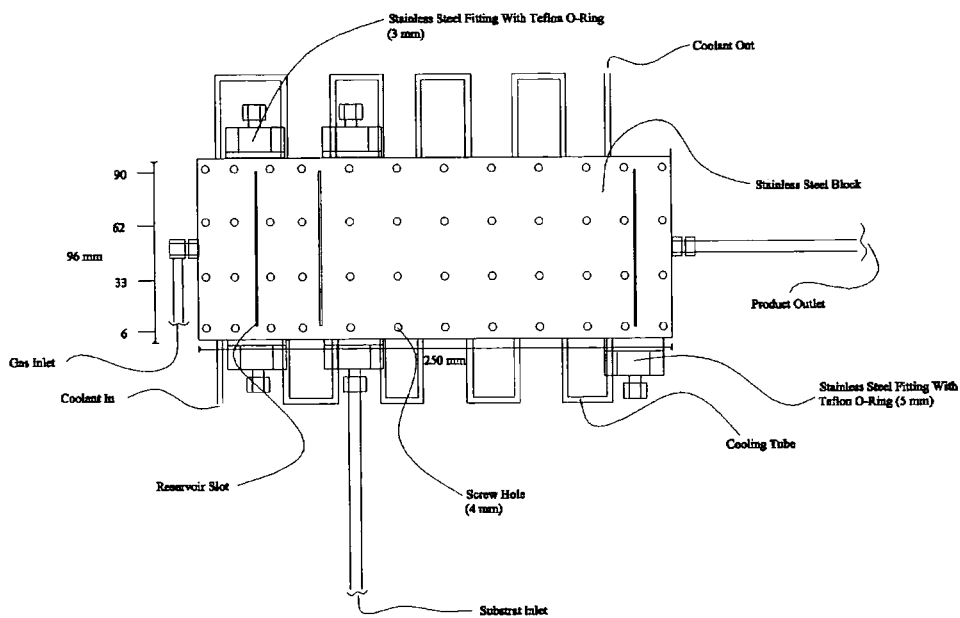 Stainless Steel Fitting With Teflon O-Ring
(3 mm)
Coolant Out
90
Stainless Steel Block
62
96 mm
33
Product Outlet
6
Gas Inlet
250 mm
Coolant In
Stainless Steel Fitting With
Teflon O-Ring (5 mm)
Cooling Tube
Reservoir Slot
Screw Hole
(4 mm)
Substrat Inlet